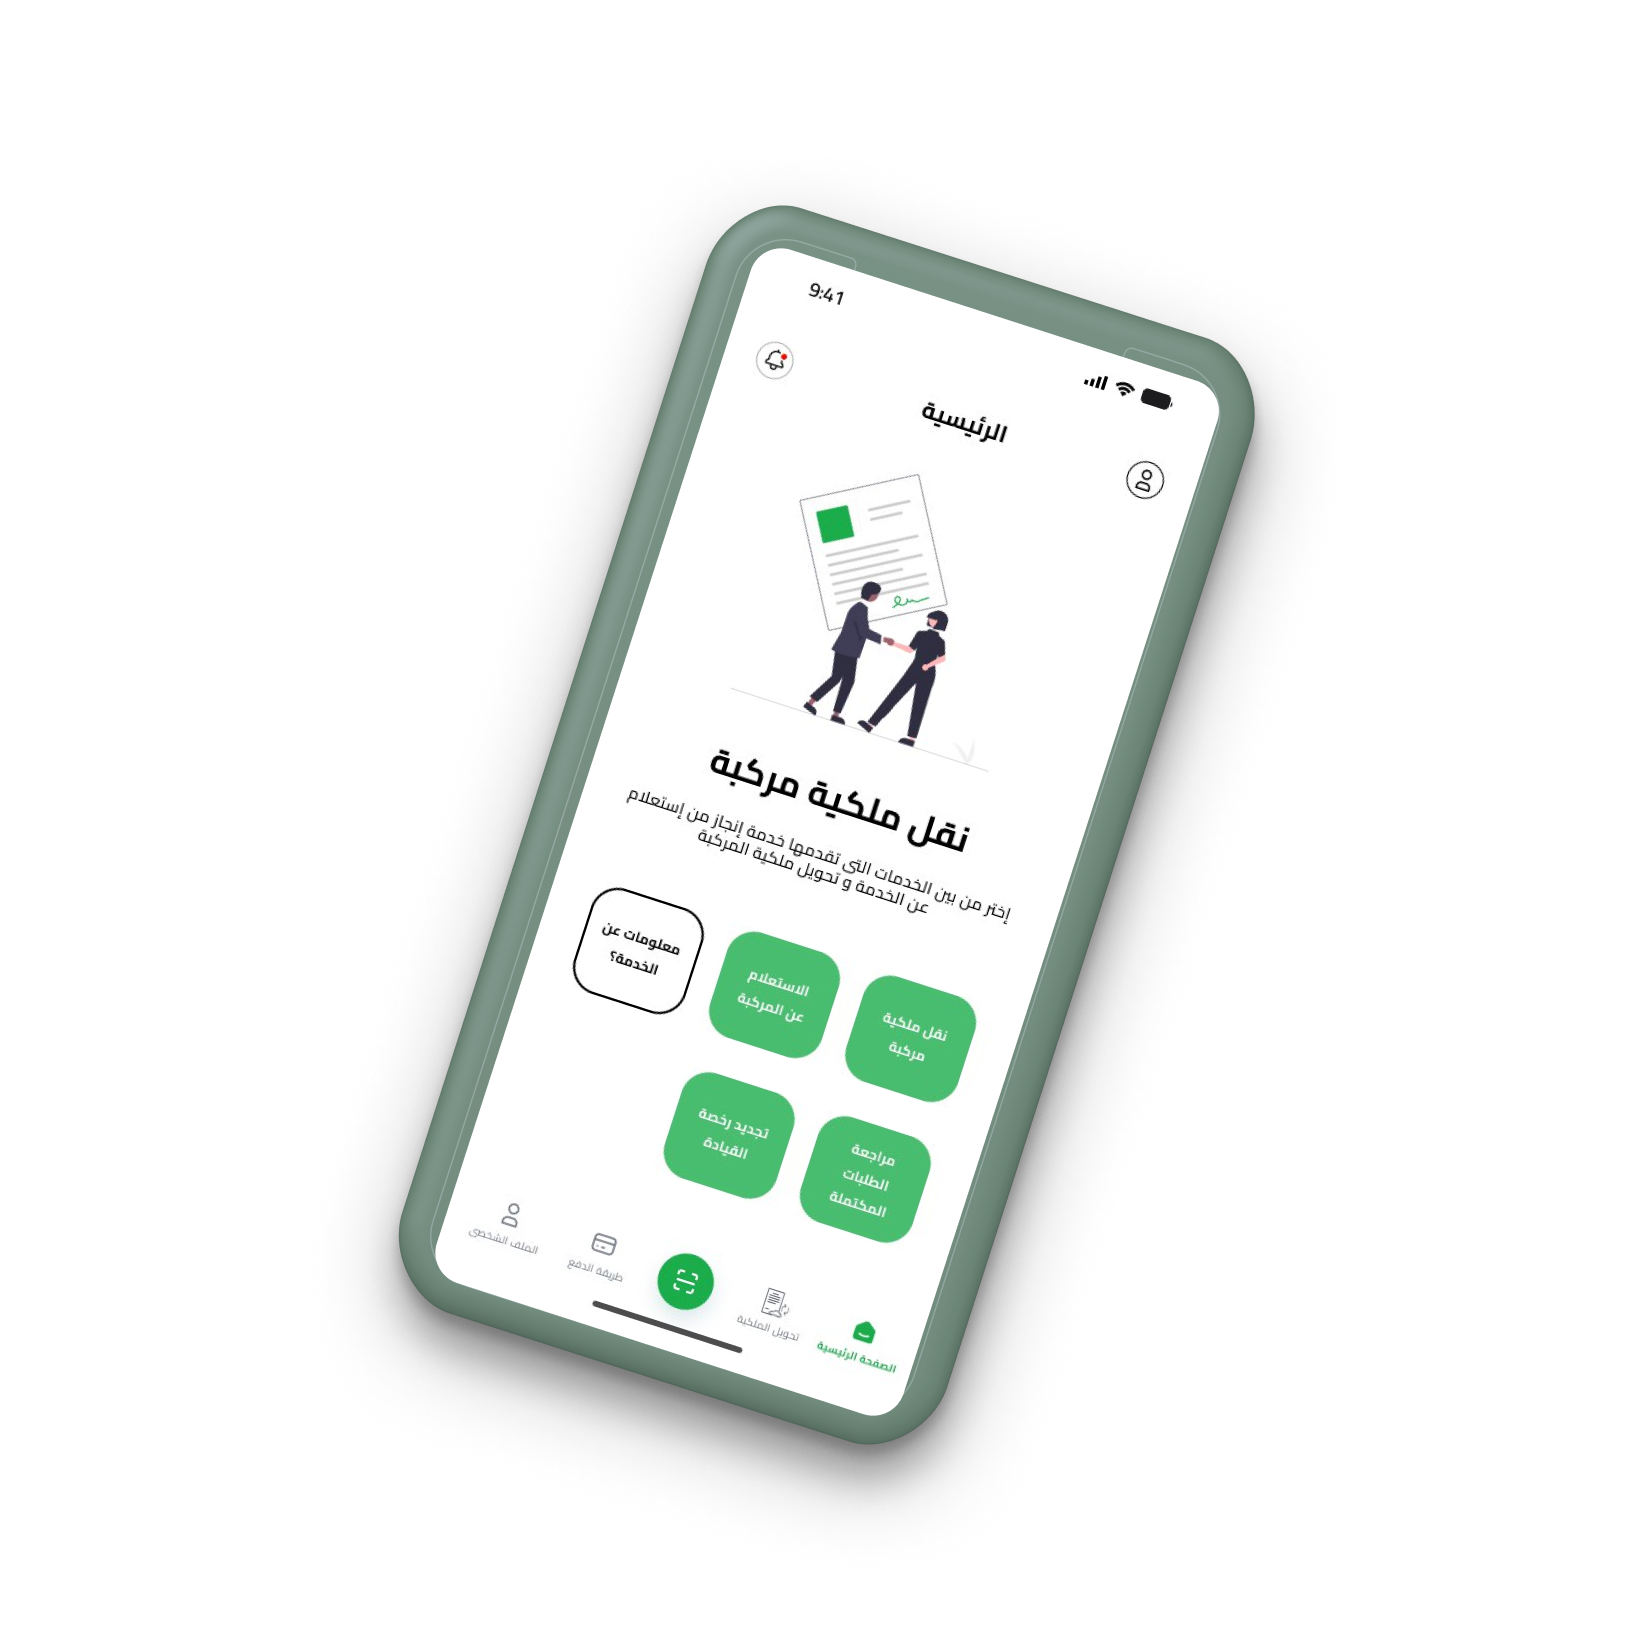 9:41
الرئيسية
نقل ملكية مركبة
إختر من بين الخدمات التى تقدمها خدمة إنجاز من إستعلام
عن الخدمة و تحويل ملكية المركبة
نقل ملكية
مركبة
الاستعلام
عن المركبة
معلومات عن
الخدمة؟
مراجعة
الطلبات
المكتملة
تجديد رخصة
القيادة
الصفحة الرئيسية
تحويل الملكية
طريقة الدفع
الملف الشخصى